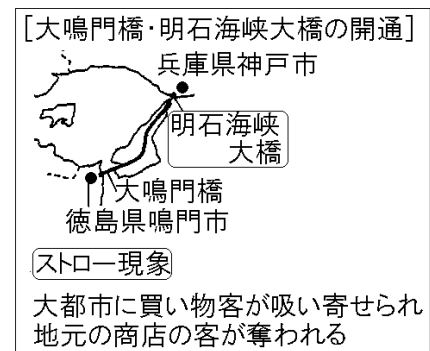 [大鳴門橋・明石海峡大橋の開通]
兵庫県神戸市
明石海峡
大橋
大鳴門橋
徳島県鳴門市
ストロー現象
大都市に買い物客が吸い寄せられ
地元の商店の客が奪われる